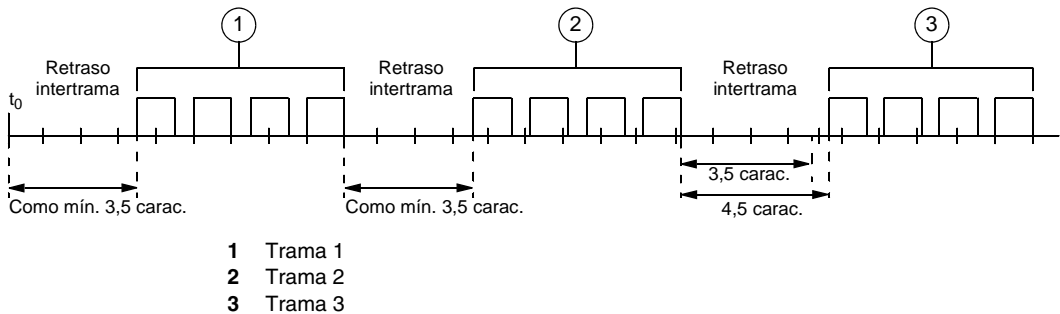 1
2
3
Retraso
intertrama
Retraso
intertrama
Retraso
intertrama
t0
3,5 carac.
Como mín. 3,5 carac.
Como mín. 3,5 carac.
4,5 carac.
1 Trama 1
2 Trama 2
3 Trama 3